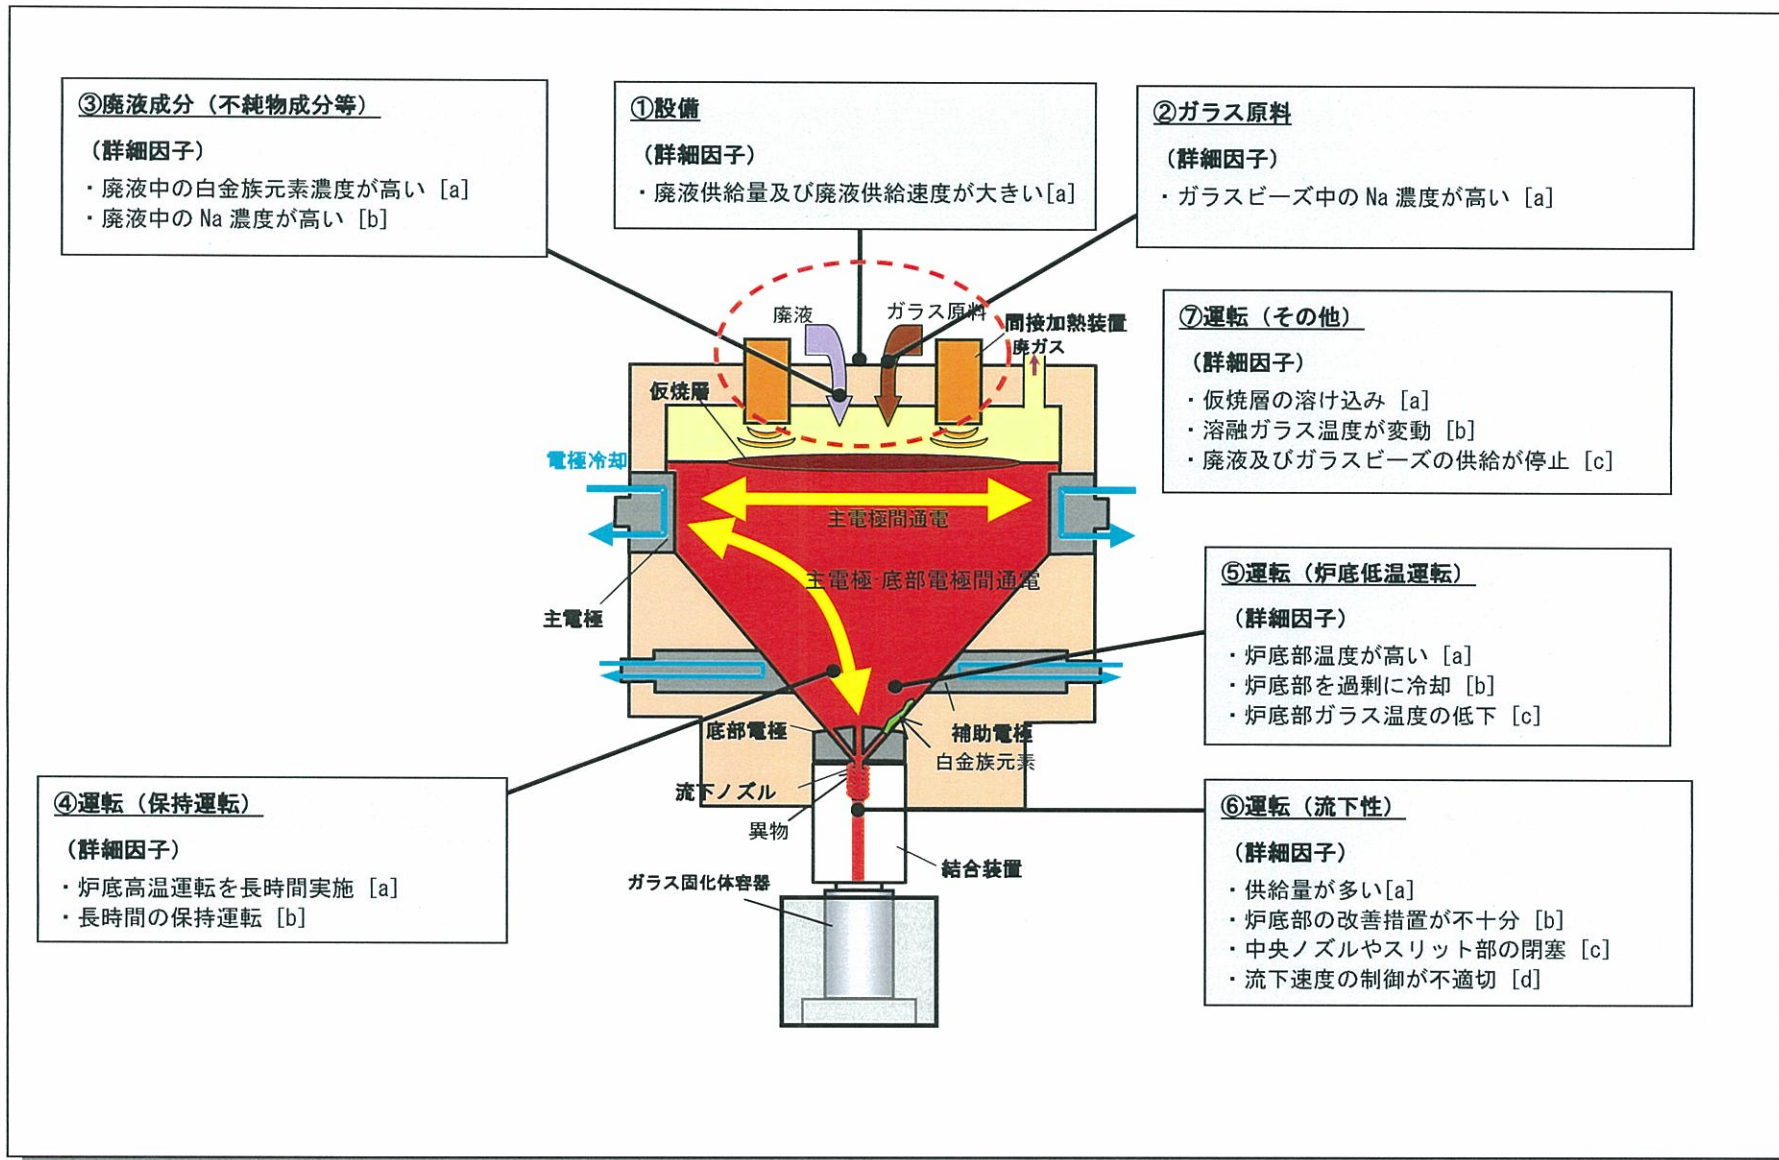 ③廃液成分（不純物成分等）
（詳細因子）
・廃液中の白金族元素濃度が高い [a]
・廃液中の Na 濃度が高い [b]
①設備
（詳細因子）
・廃液供給量及び廃液供給速度が大きい[a]
②ガラス原料
（詳細因子）
・ガラスビーズ中の Na 濃度が高い [a]
⑦運転（その他）
（詳細因子）
・仮焼層の溶け込み [a]
・溶融ガラス温度が変動 [b]
・廃液及びガラスビーズの供給が停止 [c]
廃液
ガラス原料
間接加熱装置
廃ガス
仮焼層
電極冷却
主電極間通電
主電極-底部電極間通電
主電極
底部電極
補助電極
白金族元素
流下ノズル
異物
結合装置
ガラス固化体容器
⑤運転（炉底低温運転）
（詳細因子）
・炉底部温度が高い [a]
・炉底部を過剰に冷却 [b]
・炉底部ガラス温度の低下 [c]
④運転（保持運転）
（詳細因子）
・炉底高温運転を長時間実施 [a]
・長時間の保持運転 [b]
⑥運転（流下性）
（詳細因子）
・供給量が多い[a]
・炉底部の改善措置が不十分 [b]
・中央ノズルやスリット部の閉塞 [c]
・流下速度の制御が不適切 [d]